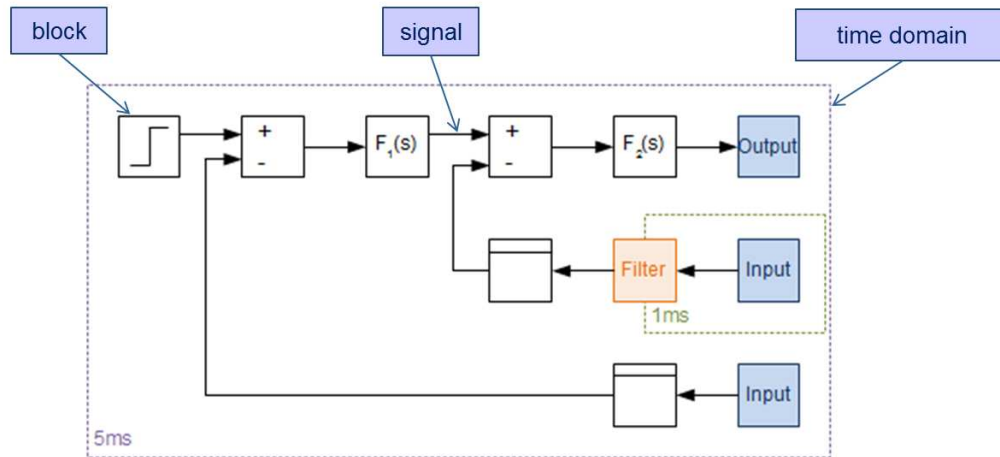 block
signal
time domain
+
-
F₁(s)
+
-
F₂(s)
Output
Filter
Input
1ms
Input
5ms